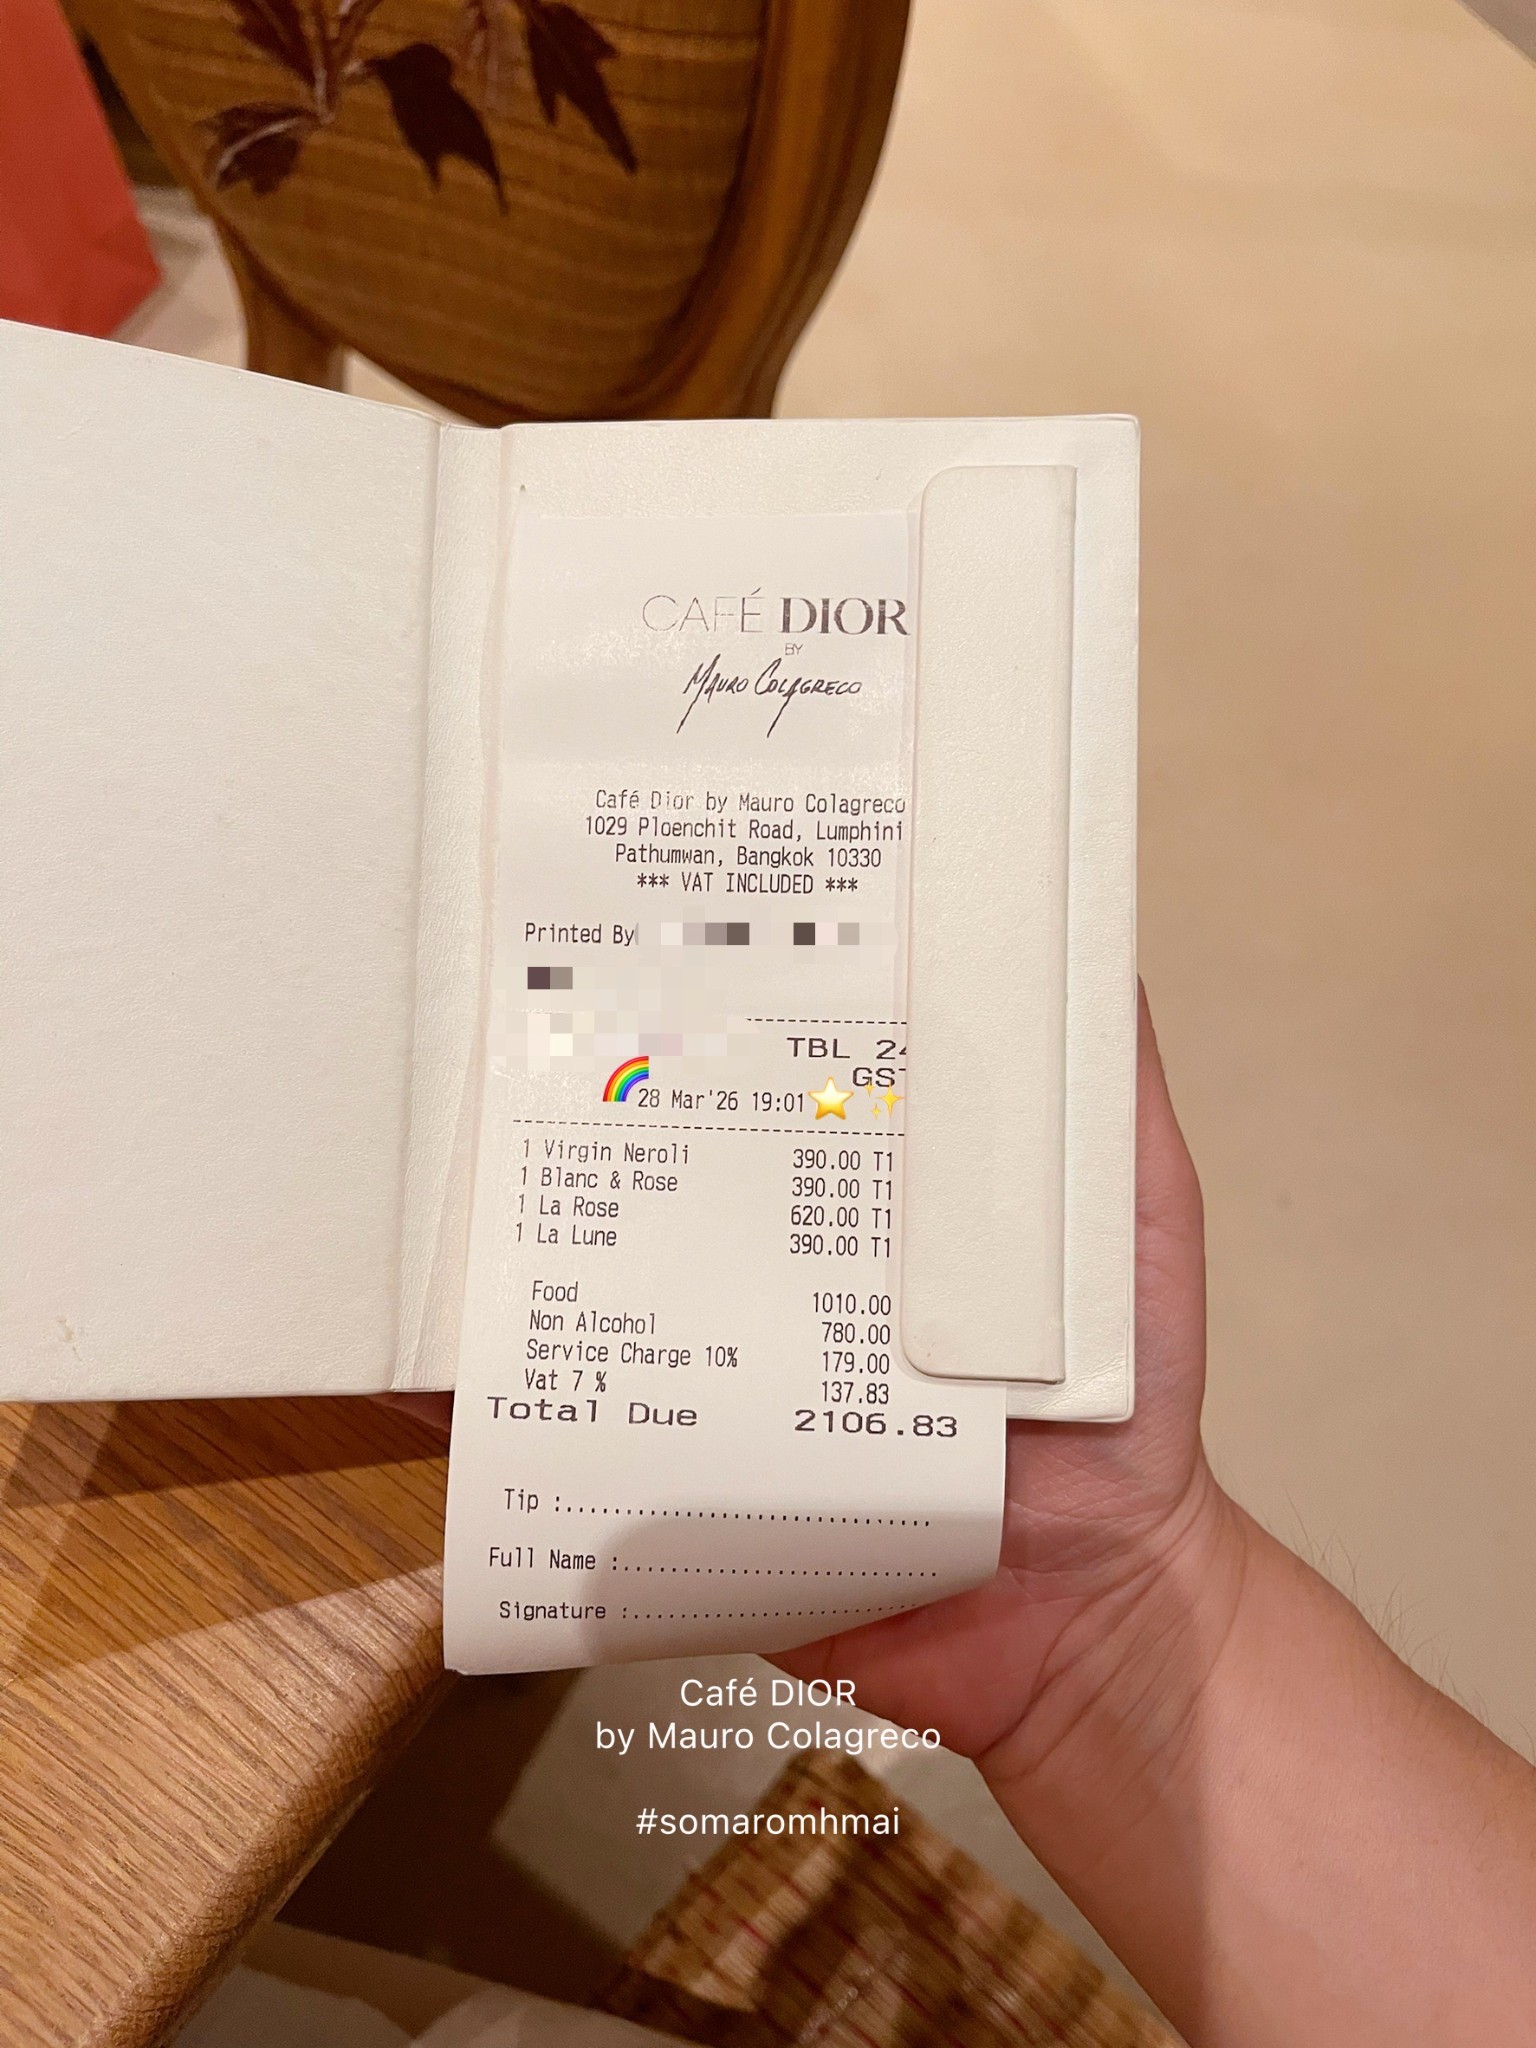 CAFÉ DIOR
BY
MAURO COLAGRECO
Café Dior by Mauro Colagreco
1029 Ploenchit Road, Lumphini
Pathumwan, Bangkok 10330
*** VAT INCLUDED ***
Printed By
TBL 24
GST
28 Mar'26 19:01
1 Virgin Neroli 390.00 T1
1 Blanc & Rose 390.00 T1
1 La Rose 620.00 T1
1 La Lune 390.00 T1
Food 1010.00
Non Alcohol 780.00
Service Charge 10% 179.00
Vat 7 % 137.83
Total Due 2106.83
Tip :................................
Full Name :...........................
Signature :.........................
Café DIOR
by Mauro Colagreco
#somaromhmai